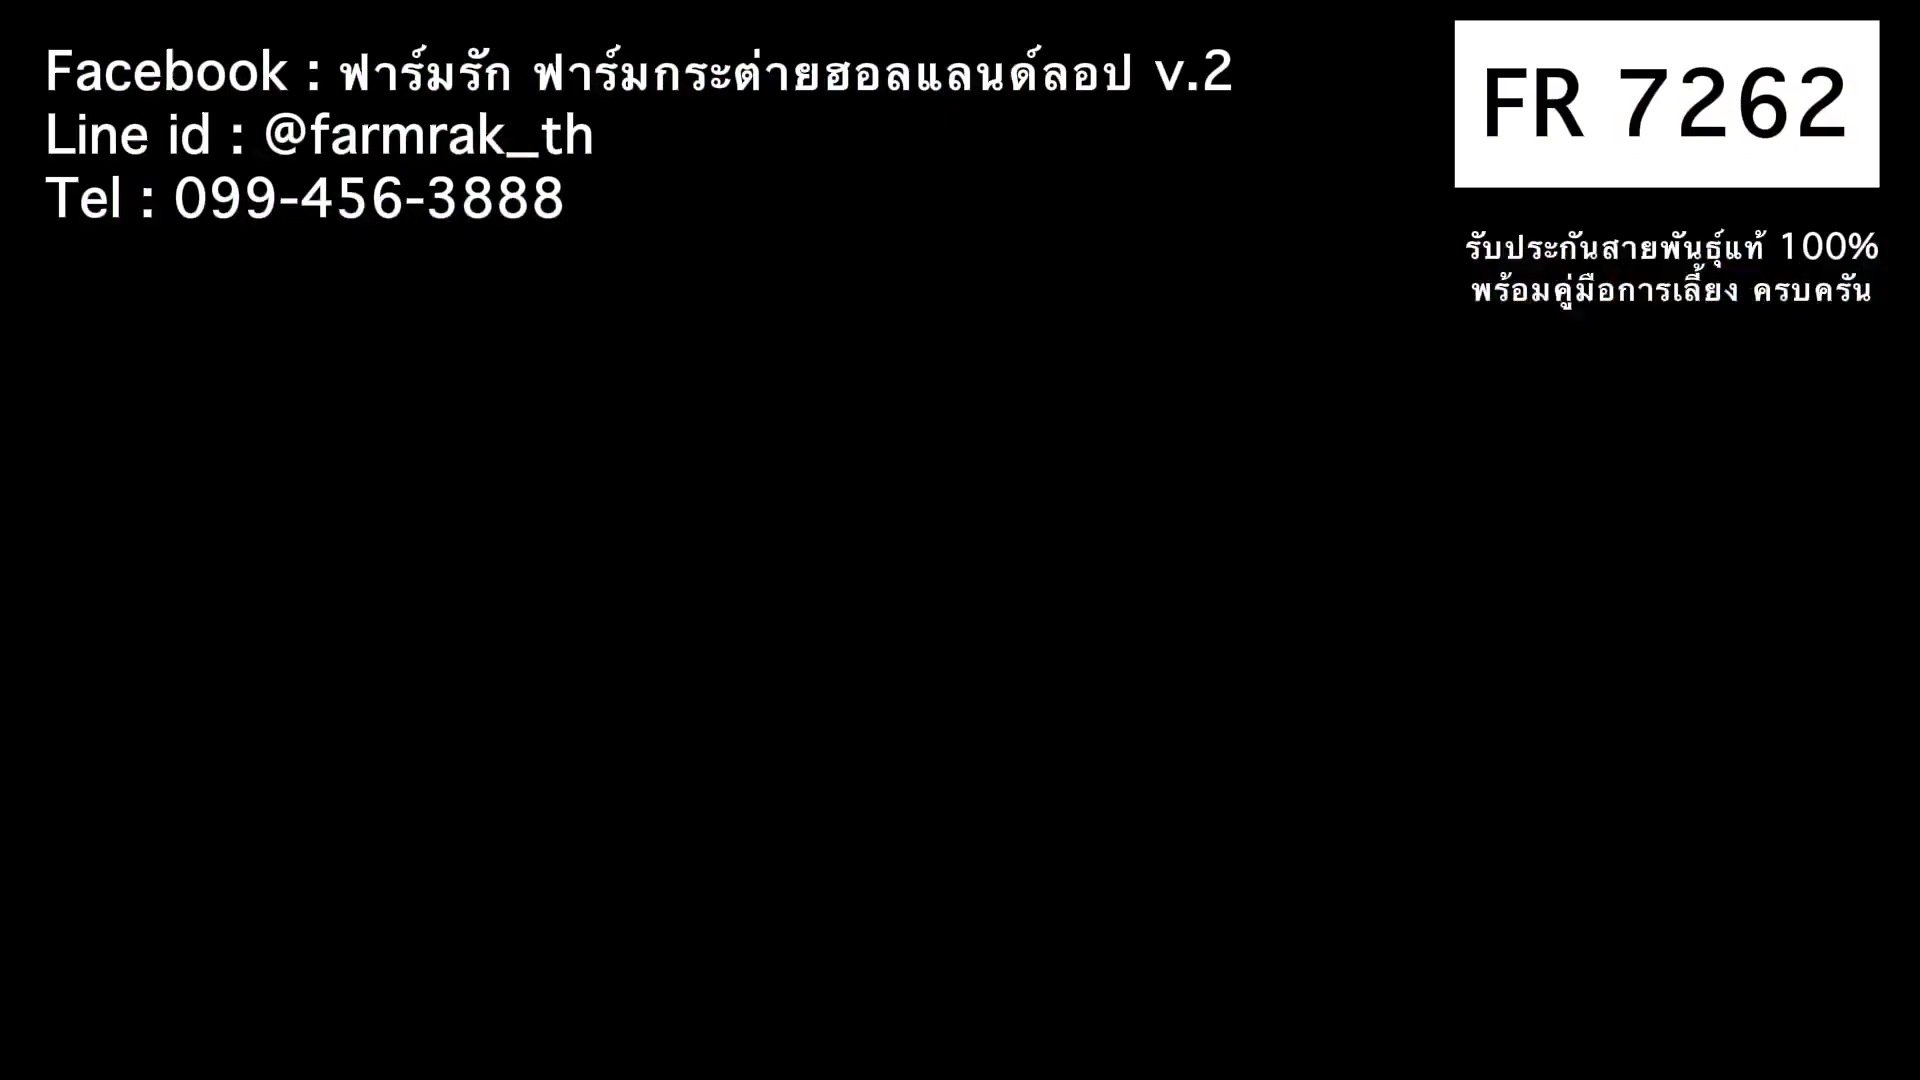 Facebook : ฟาร์มรัก ฟาร์มกระต่ายฮอลแลนด์ลอป v.2
Line id : @farmrak_th
Tel : 099-456-3888
FR 7262
รับประกันสายพันธุ์แท้ 100%
พร้อมคู่มือการเลี้ยง ครบครัน